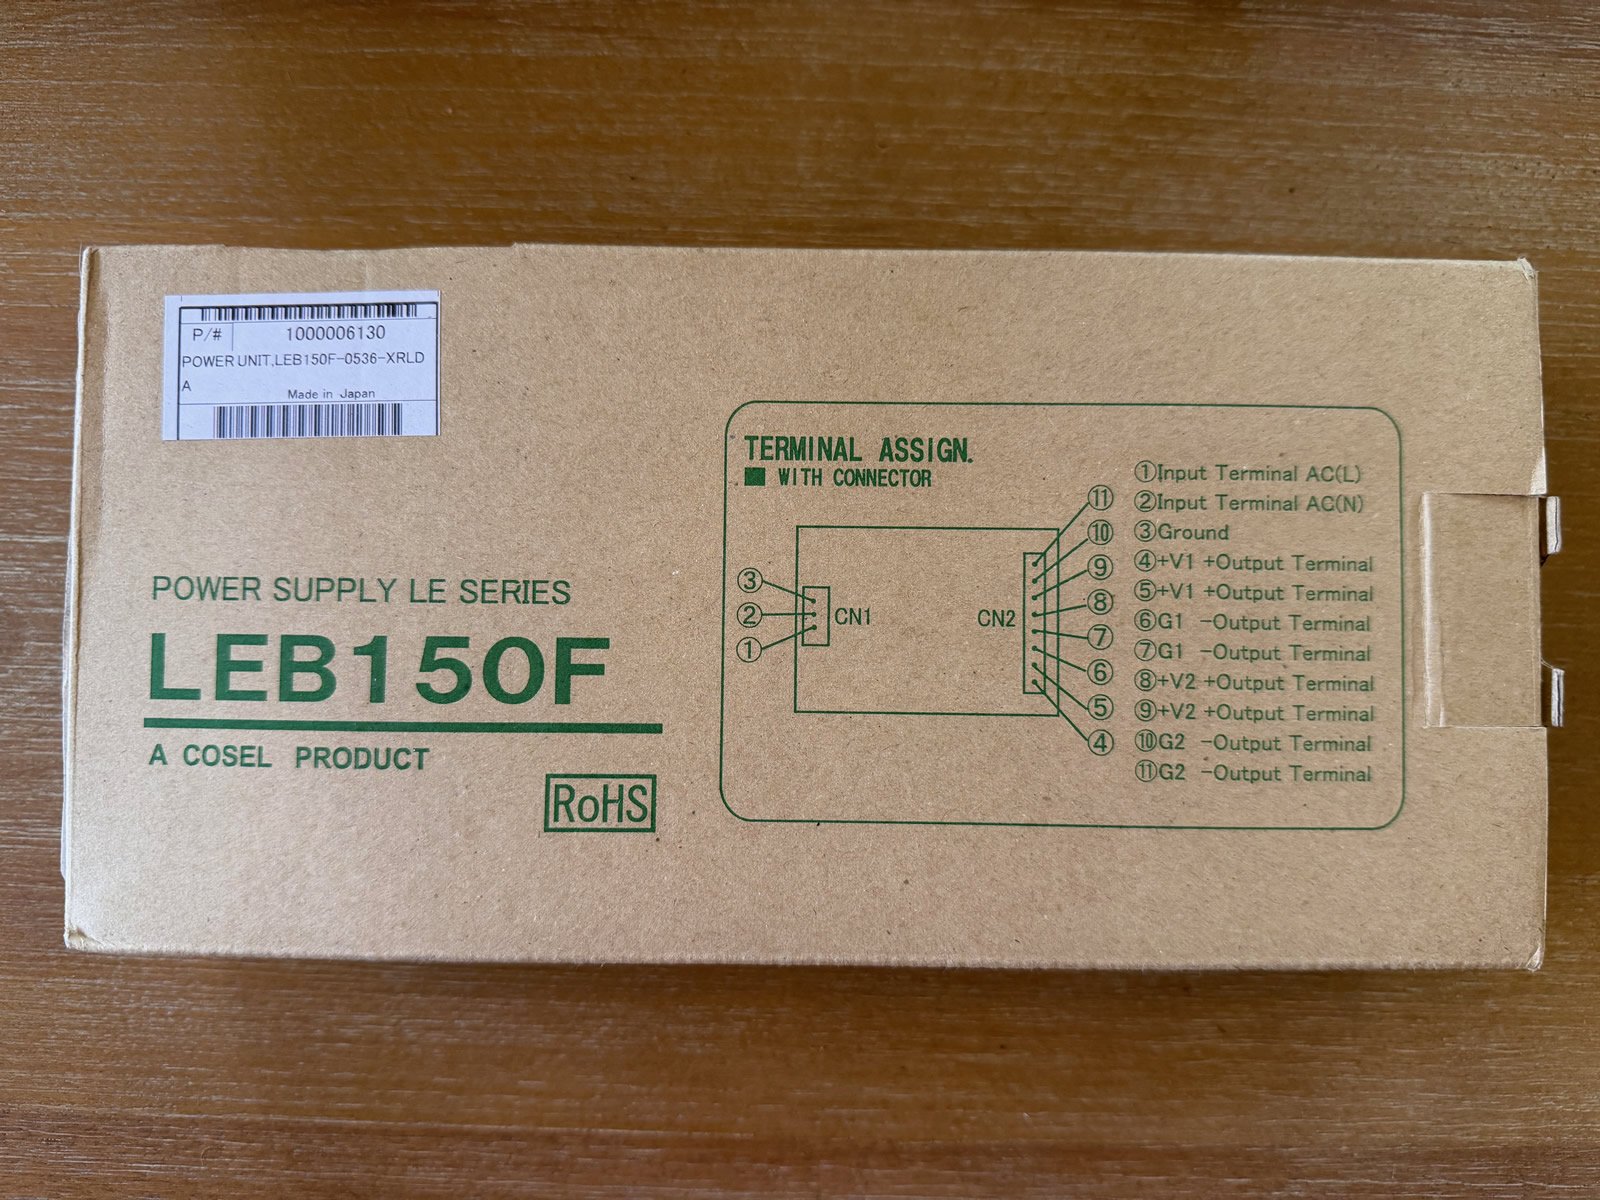 P/# 1000006130
POWER UNIT,LEB150F-0536-XRLD
A
Made in Japan
POWER SUPPLY LE SERIES
LEB150F
A COSEL PRODUCT
RoHS
TERMINAL ASSIGN.
■ WITH CONNECTOR
③
②
①
CN1
CN2
⑪
⑩
⑨
⑧
⑦
⑥
⑤
④
①Input Terminal AC(L)
②Input Terminal AC(N)
③Ground
④+V1 +Output Terminal
⑤+V1 +Output Terminal
⑥G1 -Output Terminal
⑦G1 -Output Terminal
⑧+V2 +Output Terminal
⑨+V2 +Output Terminal
⑩G2 -Output Terminal
⑪G2 -Output Terminal